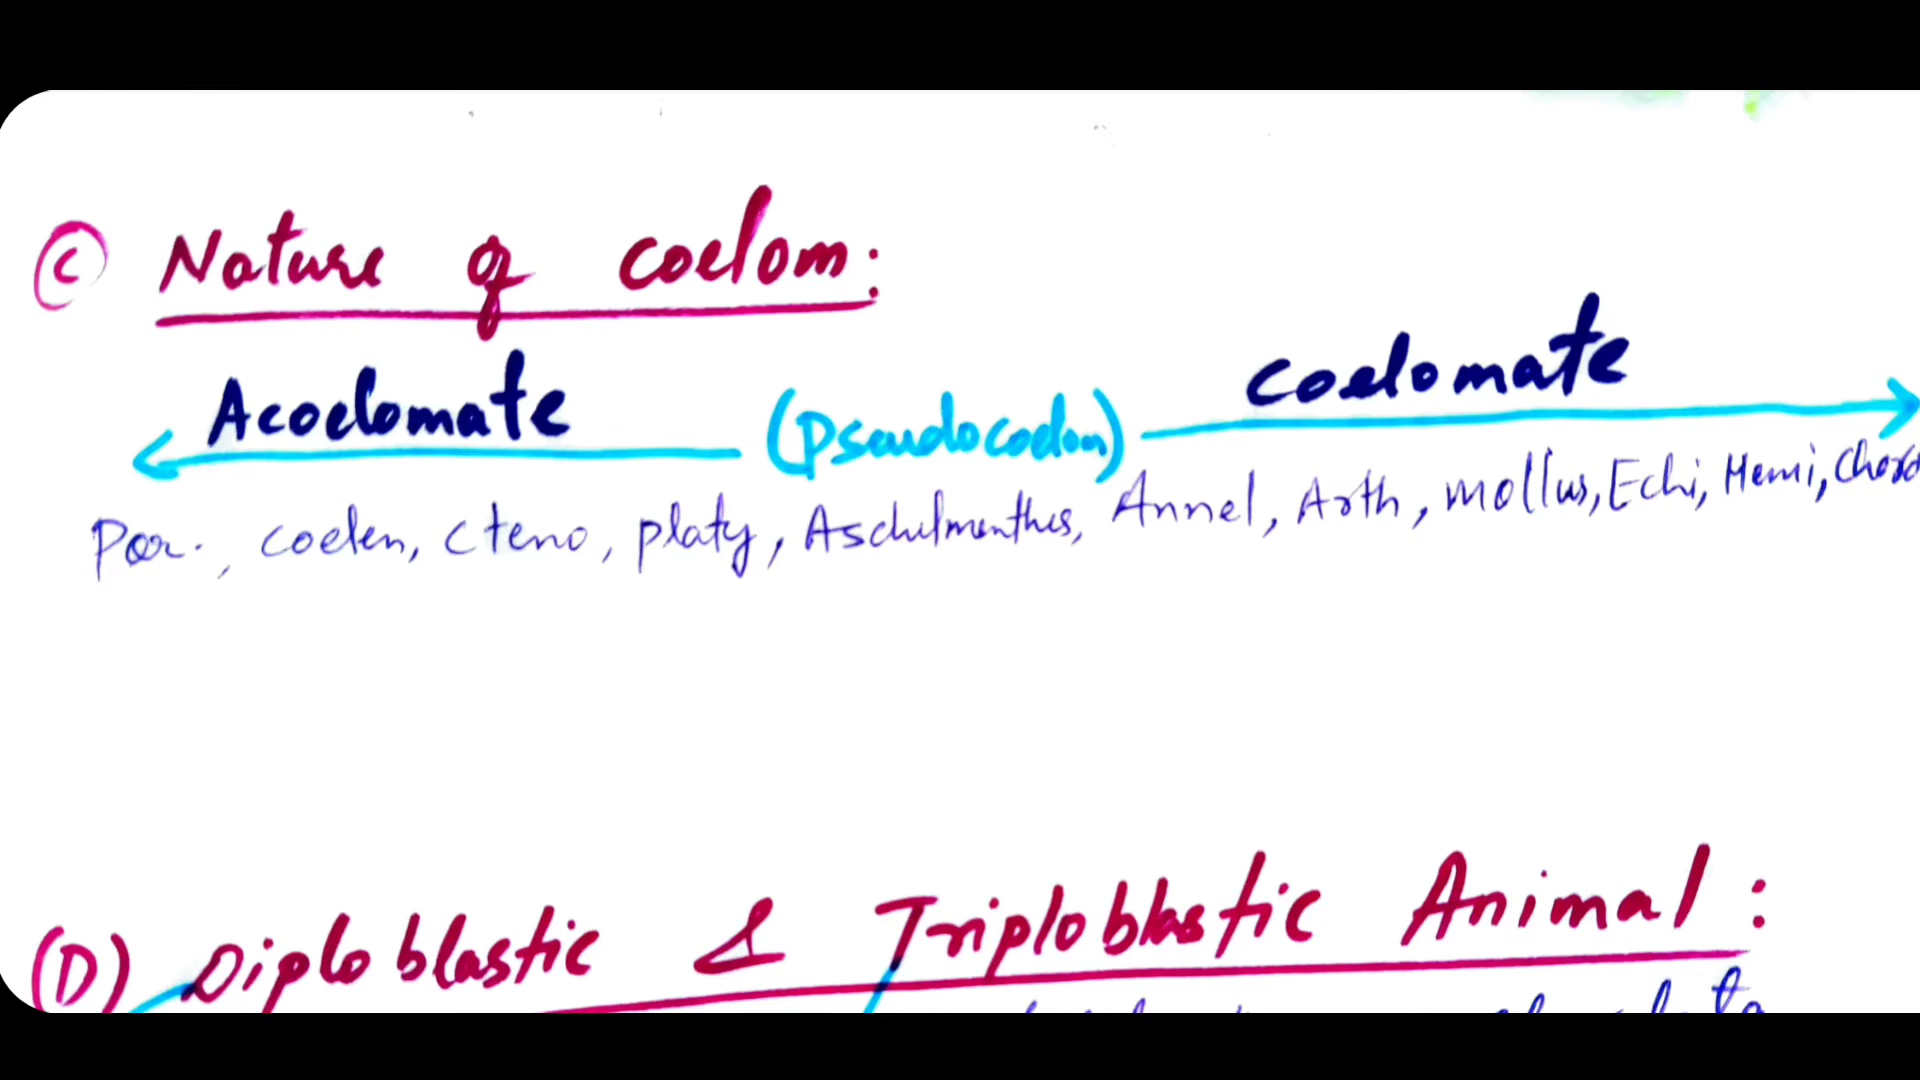 (C) Nature of coelom:
Acoelomate (Pseudocoelom) Coelomate
Por., coelen, cteno, platy, Aschelmenthes, Annel, Arth, mollus, Echi, Hemi, Chord
(D) Diploblastic & Triploblastic Animal: